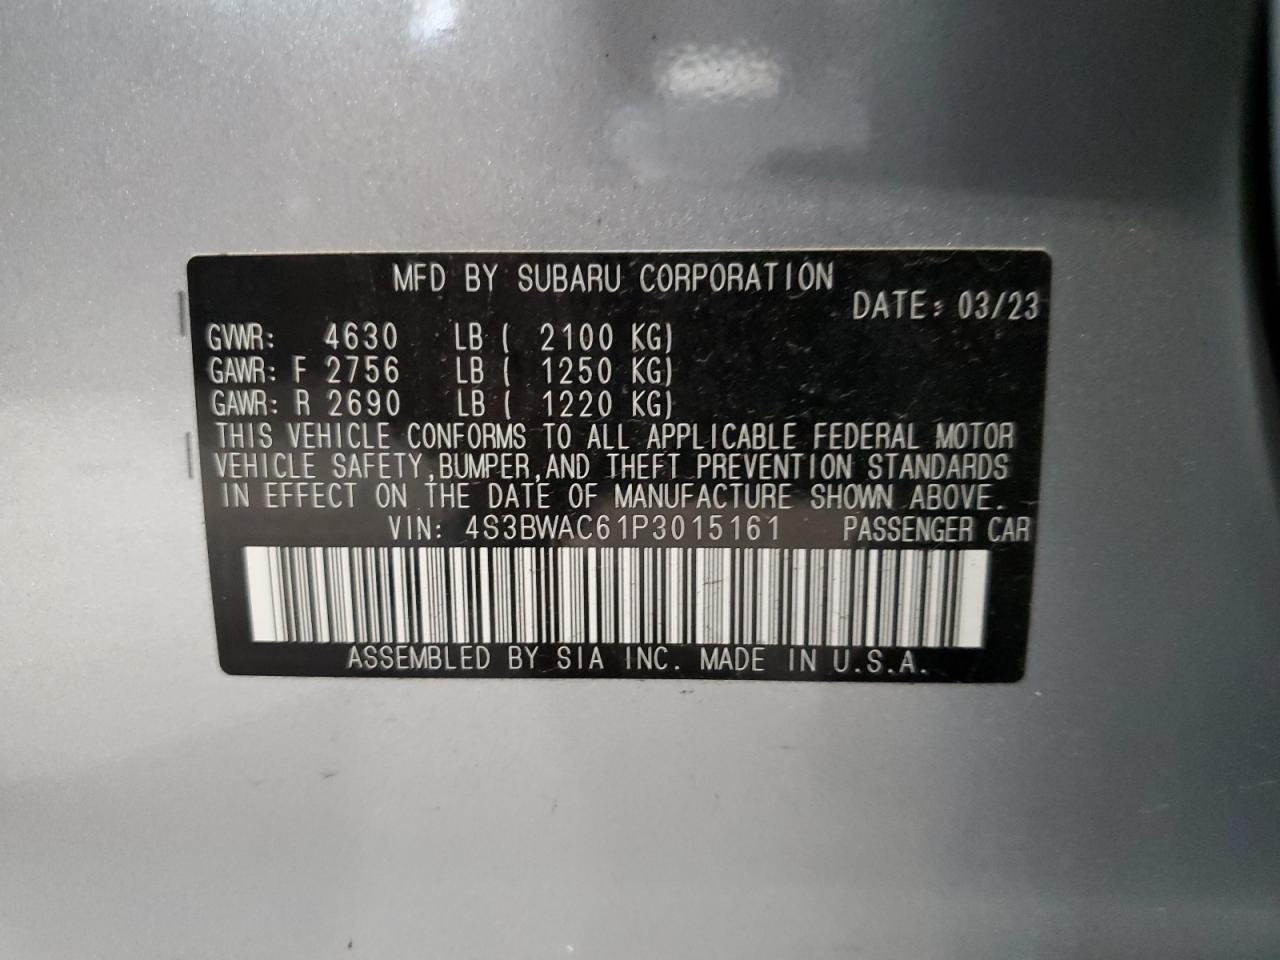 MFD BY SUBARU CORPORATION
DATE: 03/23
GVWR: 4630 LB ( 2100 KG)
GAWR: F 2756 LB ( 1250 KG)
GAWR: R 2690 LB ( 1220 KG)
THIS VEHICLE CONFORMS TO ALL APPLICABLE FEDERAL MOTOR
VEHICLE SAFETY,BUMPER,AND THEFT PREVENTION STANDARDS
IN EFFECT ON THE DATE OF MANUFACTURE SHOWN ABOVE.
VIN: 4S3BWAC61P3015161 PASSENGER CAR
ASSEMBLED BY SIA INC. MADE IN U.S.A.